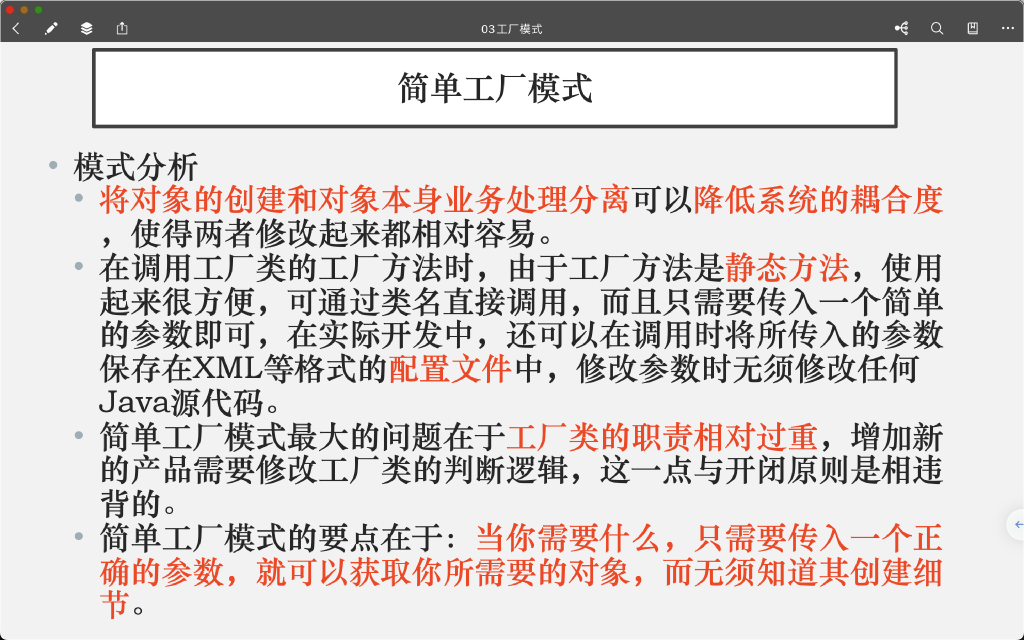 03工厂模式
简单工厂模式
• 模式分析
• 将对象的创建和对象本身业务处理分离可以降低系统的耦合度
，使得两者修改起来都相对容易。
• 在调用工厂类的工厂方法时，由于工厂方法是静态方法，使用
起来很方便，可通过类名直接调用，而且只需要传入一个简单
的参数即可，在实际开发中，还可以在调用时将所传入的参数
保存在XML等格式的配置文件中，修改参数时无须修改任何
Java源代码。
• 简单工厂模式最大的问题在于工厂类的职责相对过重，增加新
的产品需要修改工厂类的判断逻辑，这一点与开闭原则是相违
背的。
• 简单工厂模式的要点在于：当你需要什么，只需要传入一个正
确的参数，就可以获取你所需要的对象，而无须知道其创建细
节。